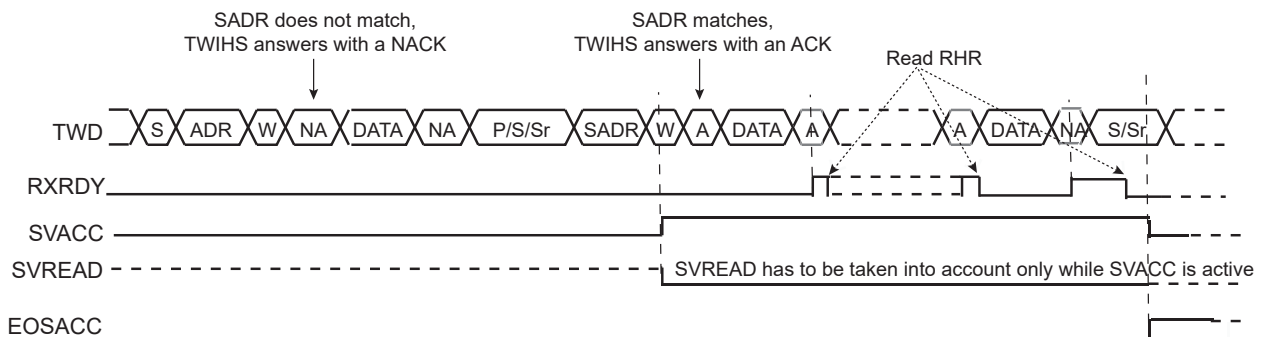 SADR does not match,
TWIHS answers with a NACK
SADR matches,
TWIHS answers with an ACK
Read RHR
TWD S ADR W NA DATA NA P/S/Sr SADR W A DATA A A DATA NA S/Sr
RXRDY
SVACC
SVREAD SVREAD has to be taken into account only while SVACC is active
EOSACC